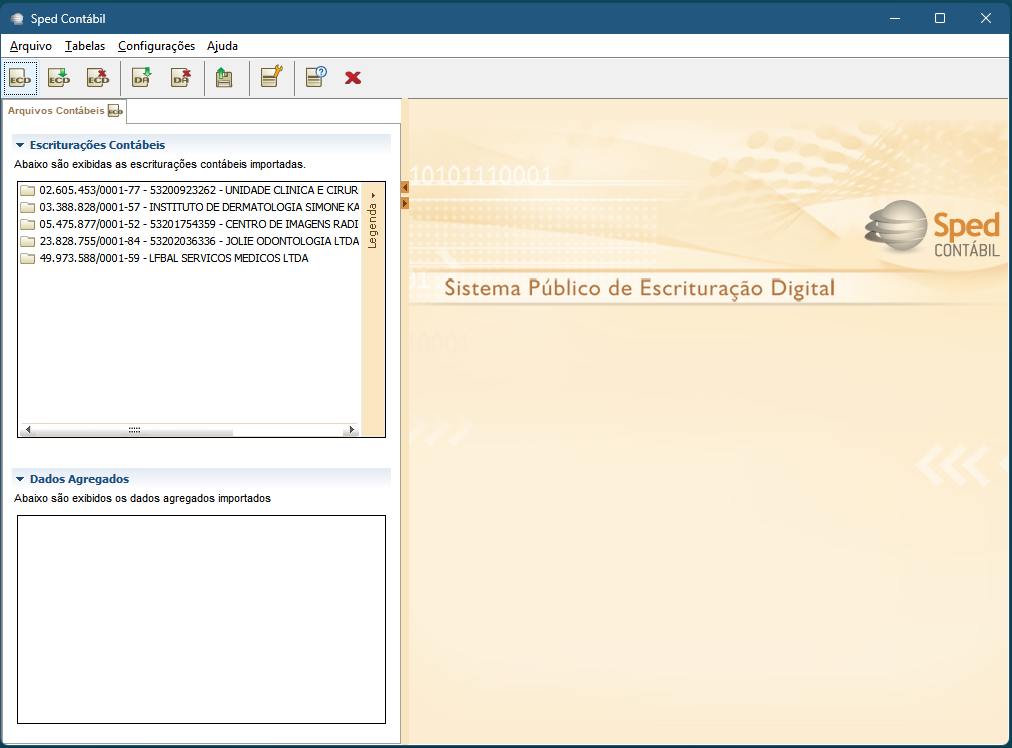 Sped Contábil
Arquivo Tabelas Configurações Ajuda
ECD ECD ECD DA DA
Arquivos Contábeis ECD
Escriturações Contábeis
Abaixo são exibidas as escriturações contábeis importadas.
02.605.453/0001-77 - 53200923262 - UNIDADE CLINICA E CIRUR
03.388.828/0001-57 - INSTITUTO DE DERMATOLOGIA SIMONE KA
05.475.877/0001-52 - 53201754359 - CENTRO DE IMAGENS RADI
23.828.755/0001-84 - 53202036336 - JOLIE ODONTOLOGIA LTDA
49.973.588/0001-59 - LFBAL SERVICOS MEDICOS LTDA
Legenda
Dados Agregados
Abaixo são exibidos os dados agregados importados
10101110001
Sped
CONTÁBIL
01
Sistema Público de Escrituração Digital
10001